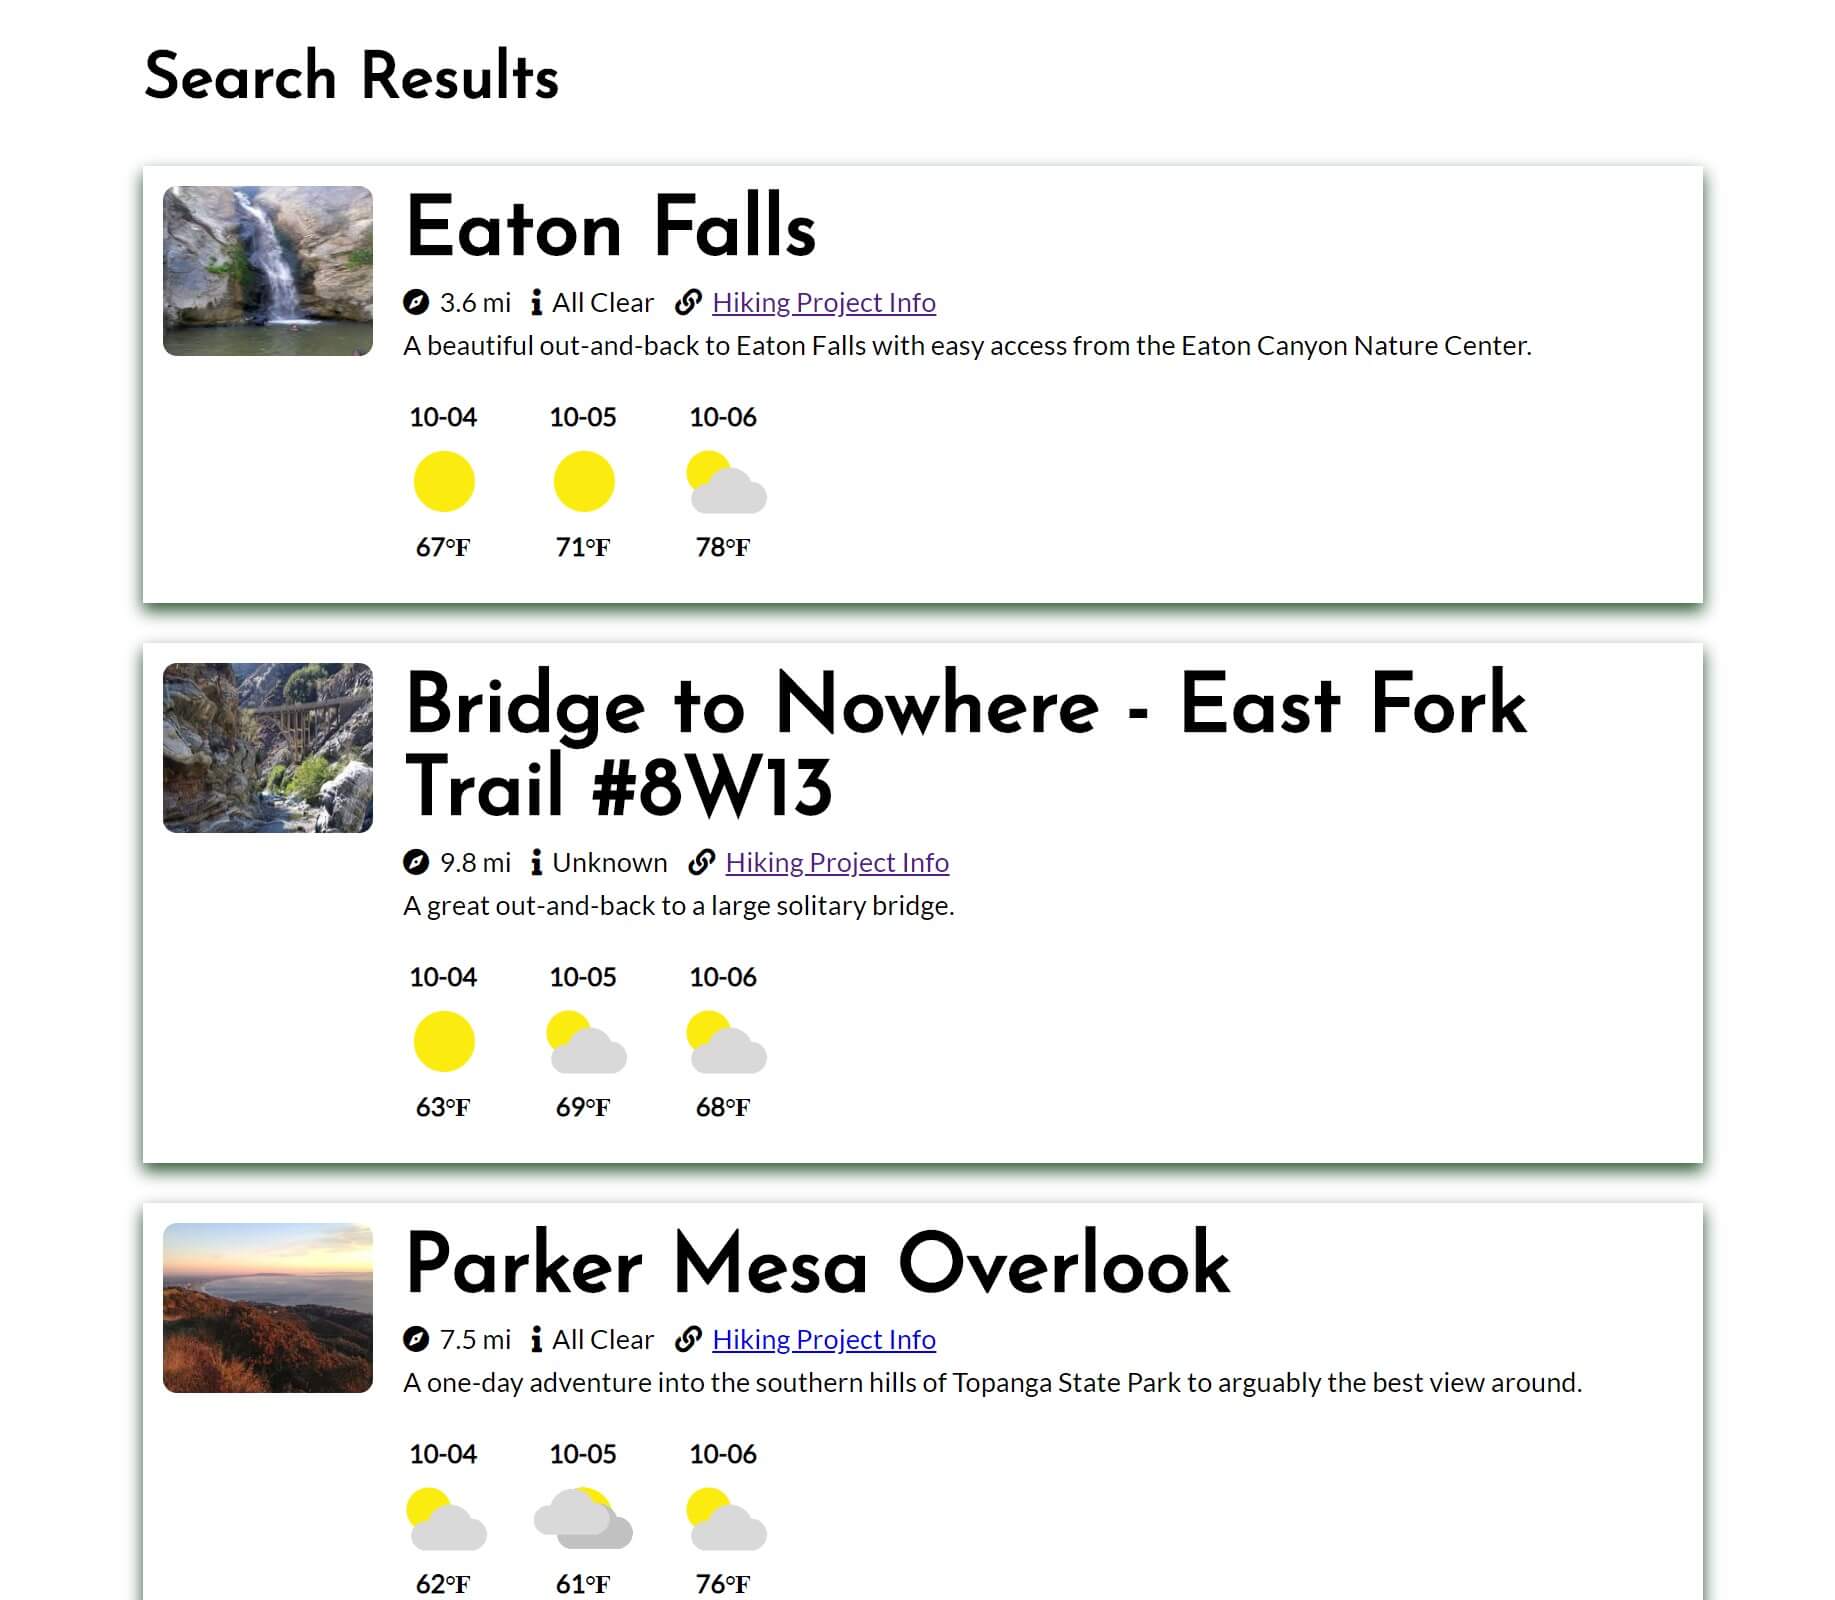 Search Results
Eaton Falls
3.6 mi All Clear Hiking Project Info
A beautiful out-and-back to Eaton Falls with easy access from the Eaton Canyon Nature Center.
10-04 10-05 10-06
67°F 71°F 78°F
Bridge to Nowhere - East Fork
Trail #8W13
9.8 mi Unknown Hiking Project Info
A great out-and-back to a large solitary bridge.
10-04 10-05 10-06
63°F 69°F 68°F
Parker Mesa Overlook
7.5 mi All Clear Hiking Project Info
A one-day adventure into the southern hills of Topanga State Park to arguably the best view around.
10-04 10-05 10-06
62°F 61°F 76°F